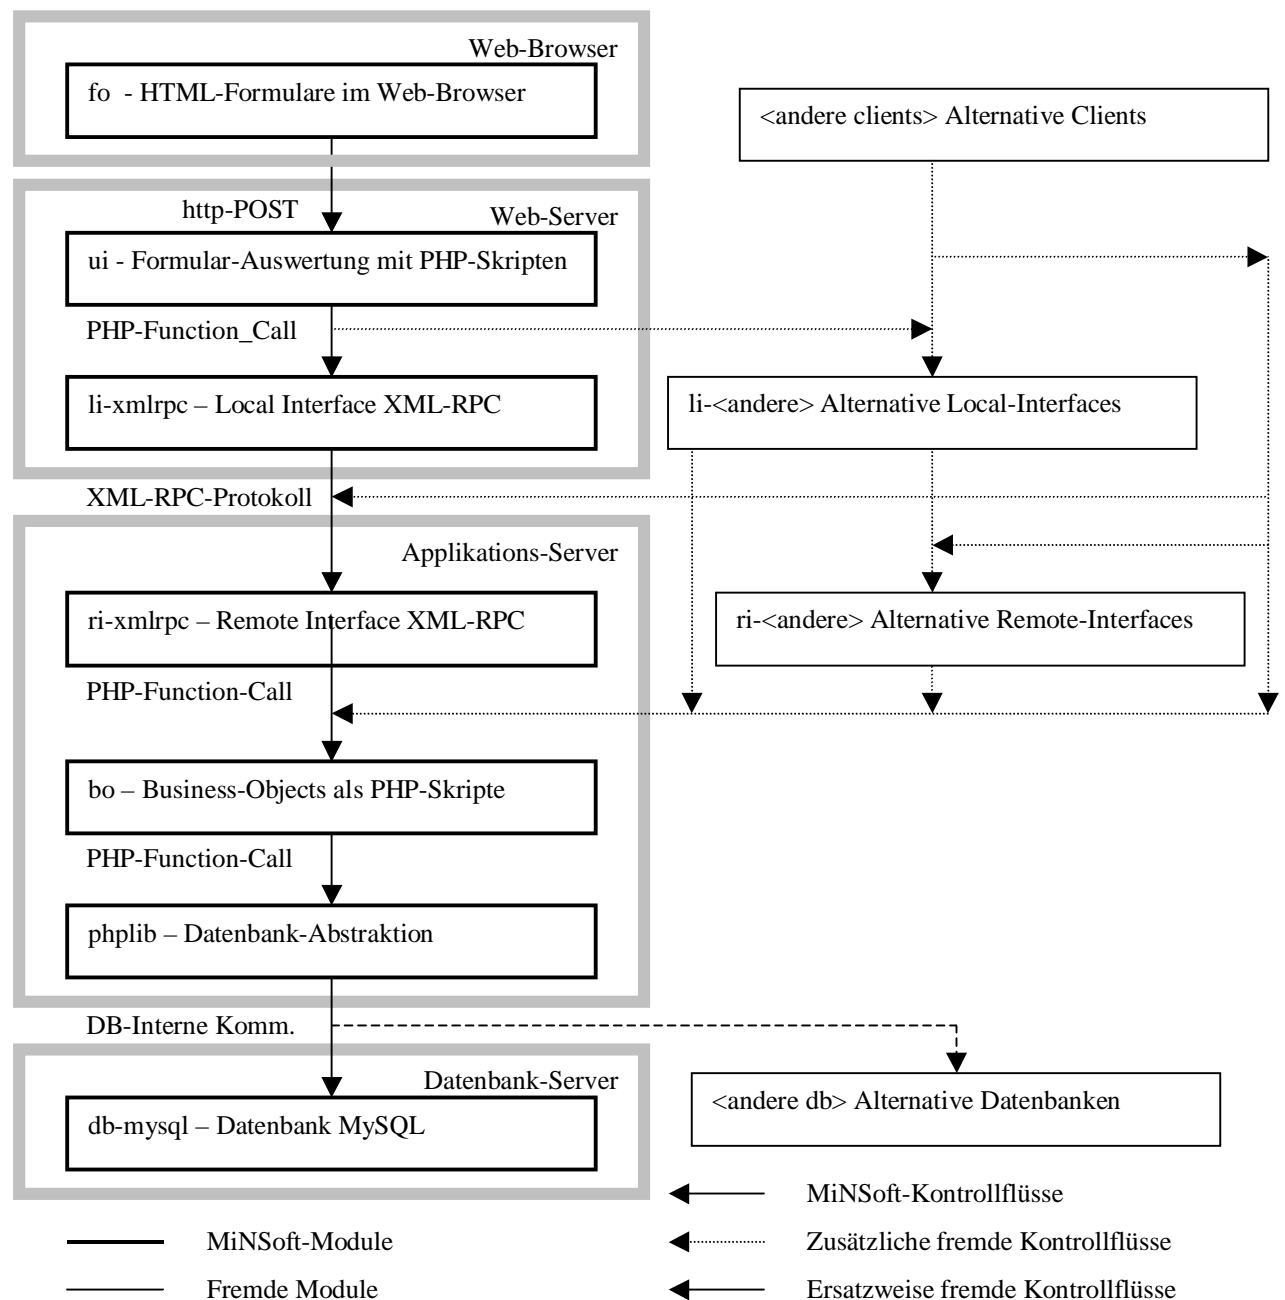 Web-Browser
fo - HTML-Formulare im Web-Browser
<andere clients> Alternative Clients
http-POST
Web-Server
ui - Formular-Auswertung mit PHP-Skripten
PHP-Function_Call
li-xmlrpc – Local Interface XML-RPC
li-<andere> Alternative Local-Interfaces
XML-RPC-Protokoll
Applikations-Server
ri-xmlrpc – Remote Interface XML-RPC
ri-<andere> Alternative Remote-Interfaces
PHP-Function-Call
bo – Business-Objects als PHP-Skripte
PHP-Function-Call
phplib – Datenbank-Abstraktion
DB-Interne Komm.
Datenbank-Server
<andere db> Alternative Datenbanken
db-mysql – Datenbank MySQL
MiNSoft-Kontrollflüsse
MiNSoft-Module
Zusätzliche fremde Kontrollflüsse
Fremde Module
Ersatzweise fremde Kontrollflüsse